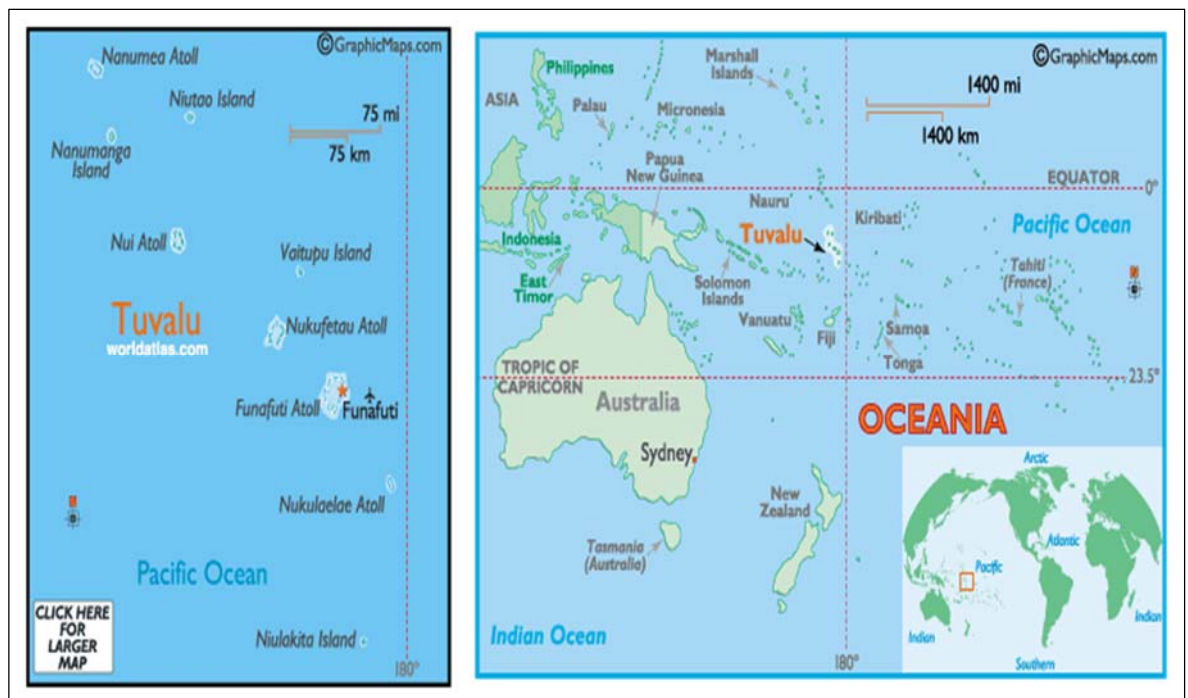 ©GraphicMaps.com
Nanumea Atoll
Niutao Island
75 mi
75 km
Nanumanga
Island
Nui Atoll
Vaitupu Island
Tuvalu
worldatlas.com
Nukufetau Atoll
Funafuti Atoll
Funafuti
Nukulaelae Atoll
Pacific Ocean
CLICK HERE
FOR
LARGER
MAP
Niulakita Island
180°
©GraphicMaps.com
Marshall
Islands
Philippines
1400 mi
ASIA
Palau
Micronesia
1400 km
Papua
New Guinea
EQUATOR
0°
Nauru
Kiribati
Pacific Ocean
Tuvalu
Indonesia
East
Timor
Solomon
Islands
Tahiti
(France)
Vanuatu
Fiji
Samoa
Tonga
TROPIC OF
CAPRICORN
23.5°
Australia
OCEANIA
Sydney
New
Zealand
Tasmania
(Australia)
Indian Ocean
180°
Arctic
Atlantic
Pacific
Indian
Indian
Southern